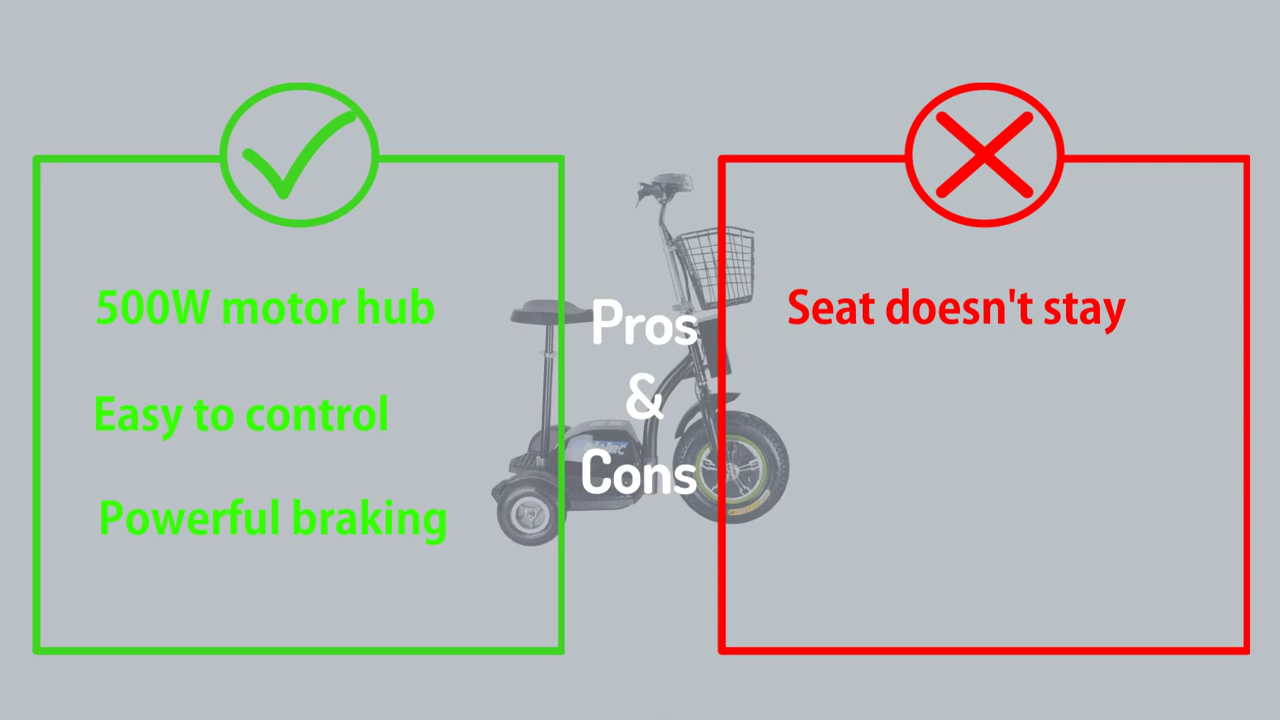 500W motor hub
Easy to control
Powerful braking
Pros
&
Cons
Seat doesn't stay